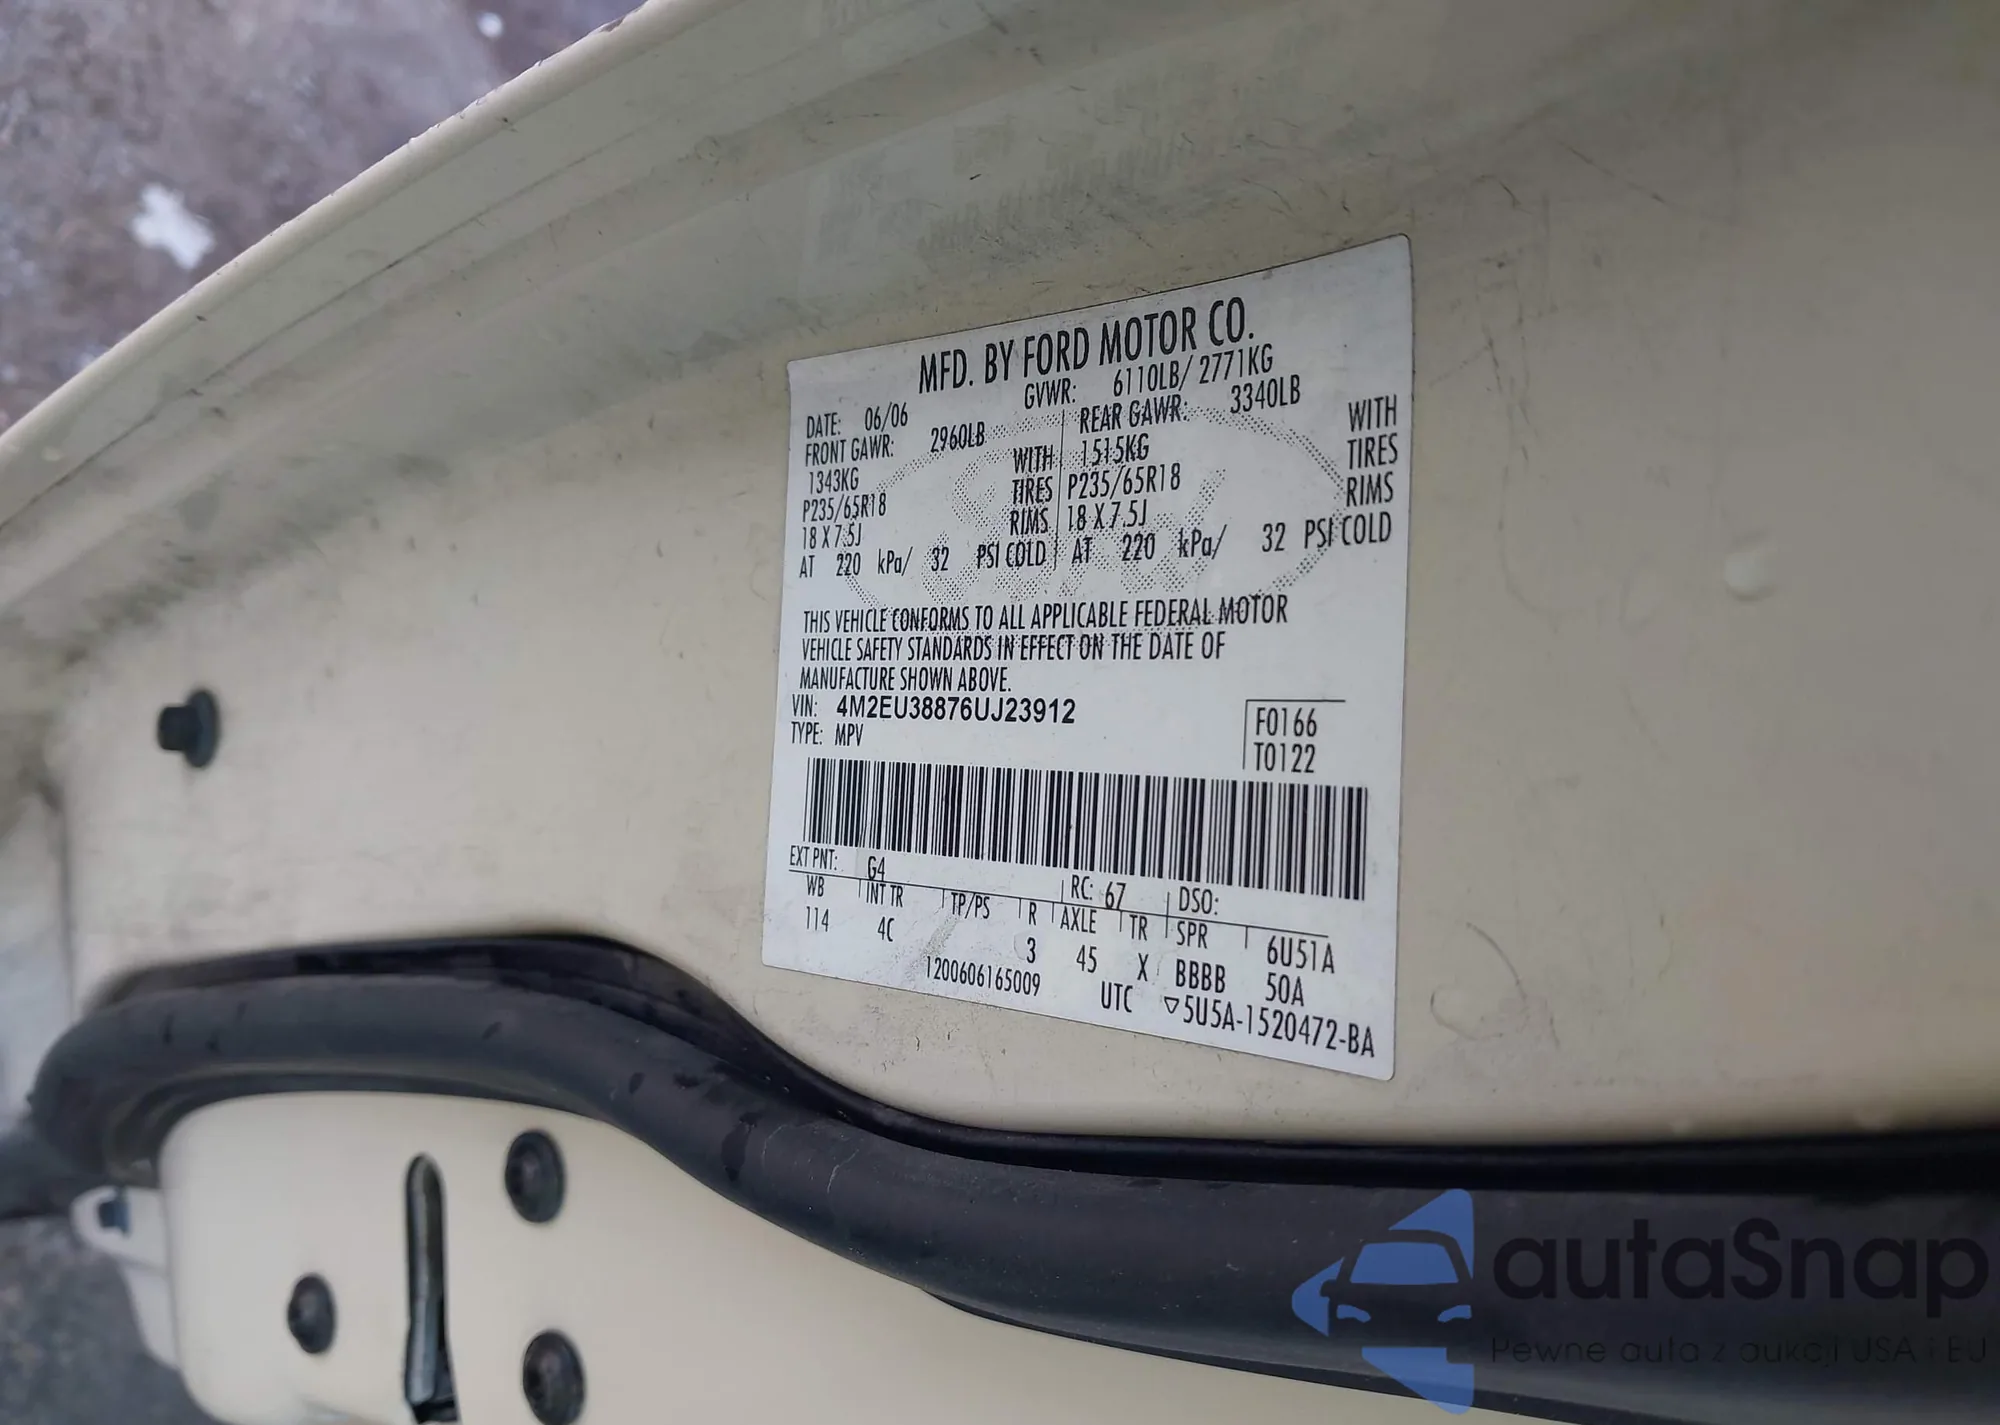 MFD. BY FORD MOTOR CO.
DATE: 06/06 GVWR: 6110LB/ 2771KG
FRONT GAWR: 2960LB REAR GAWR: 3340LB
1343KG WITH 1515KG WITH
P235/65R18 TIRES P235/65R18 TIRES
18 X 7.5J RIMS 18 X 7.5J RIMS
AT 220 kPa/ 32 PSI COLD AT 220 kPa/ 32 PSI COLD
THIS VEHICLE CONFORMS TO ALL APPLICABLE FEDERAL MOTOR
VEHICLE SAFETY STANDARDS IN EFFECT ON THE DATE OF
MANUFACTURE SHOWN ABOVE.
VIN: 4M2EU38876UJ23912
TYPE: MPV
F0166
T0122
EXT PNT: G4 RC: 67 DSO:
WB INT TR TP/PS R AXLE TR SPR 6U51A
114 4C 3 45 X BBBB 50A
1200606165009 UTC ▽5U5A-1520472-BA
autaSnap
Pewne auta z aukcji USA i EU